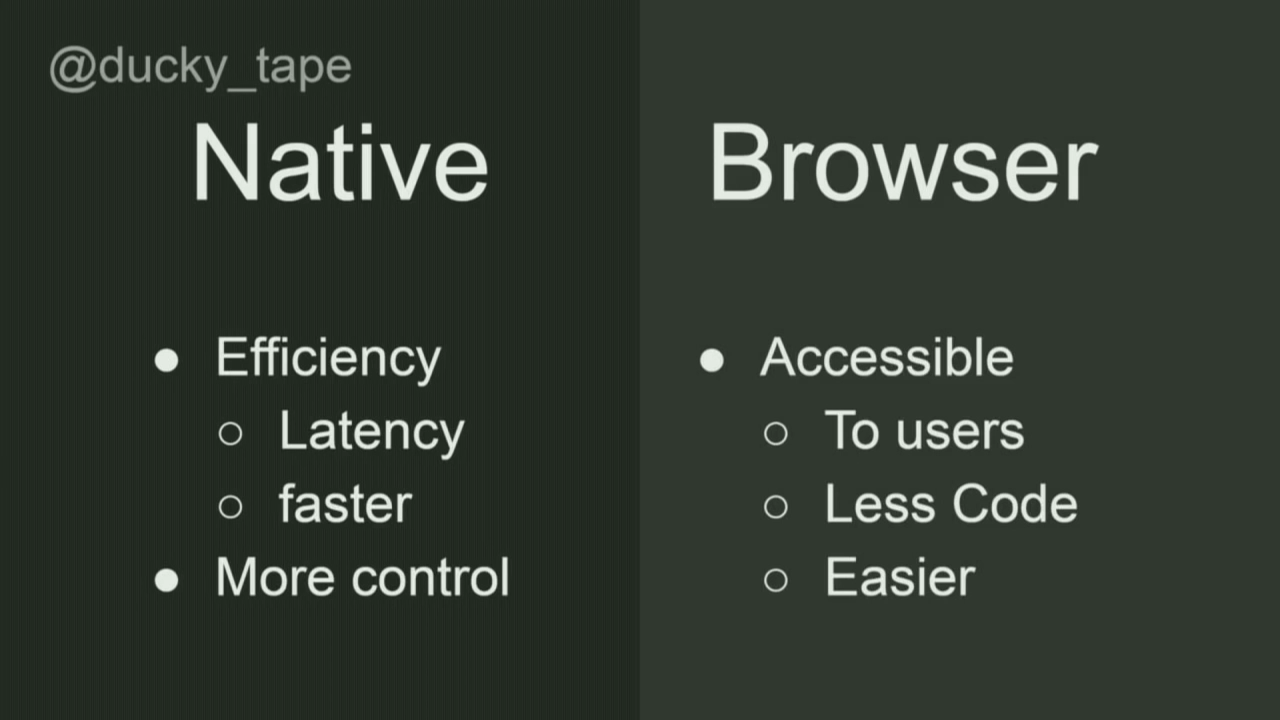 @ducky_tape
Native
● Efficiency
○ Latency
○ faster
● More control
Browser
● Accessible
○ To users
○ Less Code
○ Easier